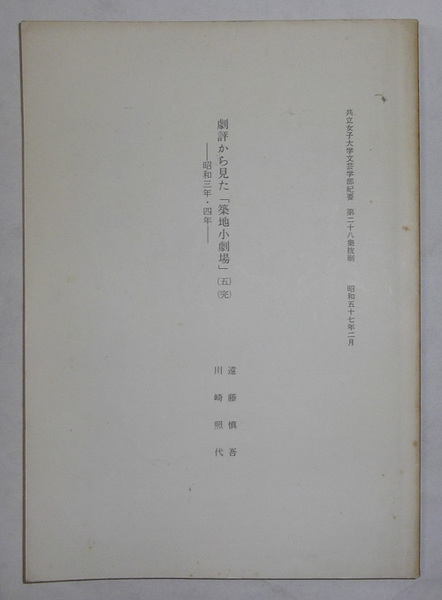 共立女子大学文芸学部紀要 第二十八集抜刷 昭和五十七年二月
劇評から見た「築地小劇場」(五)(完)
──昭和三年・四年──
遠藤慎吾
川崎照代